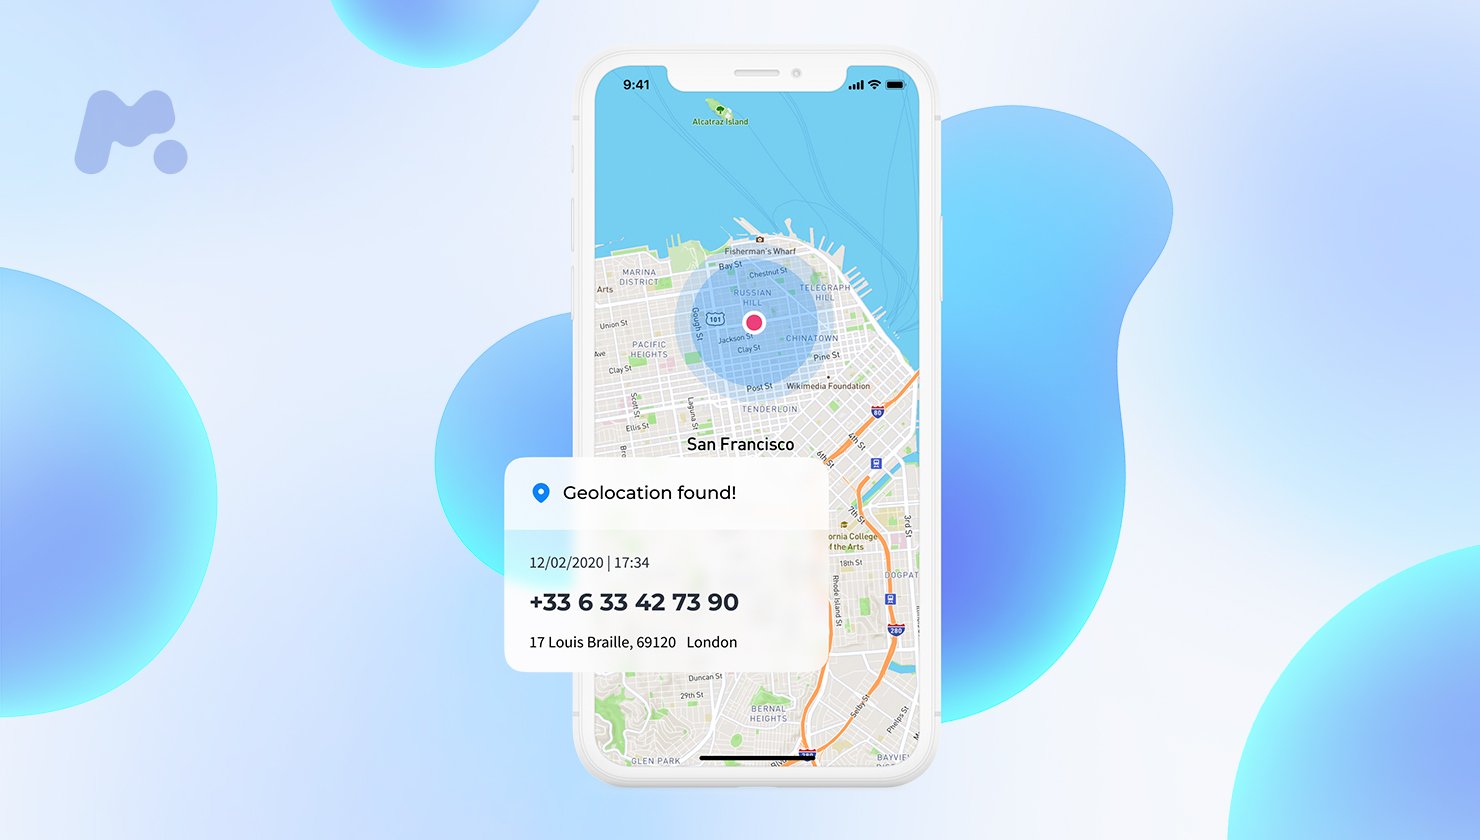 9:41
Alcatraz Island
Fisherman's Wharf
Bay St
Chestnut St
MARINA
DISTRICT
Arts
RUSSIAN
HILL
TELEGRAPH
HILL
Gough St
101
Union St
Jackson St
CHINATOWN
PACIFIC
HEIGHTS
Ave
Clay St
Pine St
Clay St
Post St
Wikimedia Foundation
Scott St
Laguna St
TENDERLOIN
80
Ellis St
San Francisco
4th St
Bro
6th St
Geolocation found!
7th St
3rd St
ornia College
f the Arts
12/02/2020 | 17:34
18th St
DOGPAT
Rhode Island St
+33 6 33 42 73 90
280
17 Louis Braille, 69120 London
Duncan St
29th St
Selby St
BERNAL
HEIGHTS
Phelps St
GLEN PARK
BAYVIE